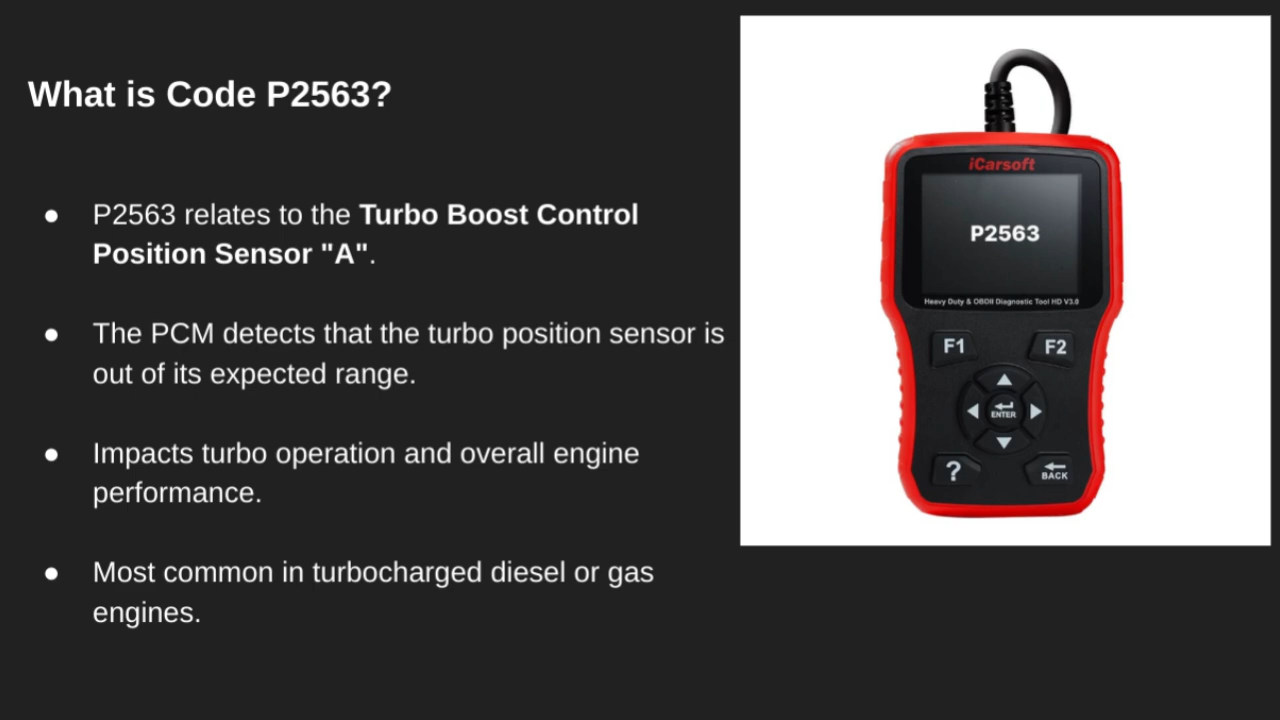 What is Code P2563?
● P2563 relates to the Turbo Boost Control
Position Sensor "A".
● The PCM detects that the turbo position sensor is
out of its expected range.
● Impacts turbo operation and overall engine
performance.
● Most common in turbocharged diesel or gas
engines.
iCarsoft
P2563
Heavy Duty & OBDII Diagnostic Tool HD V3.0
F1 F2
ENTER
? BACK